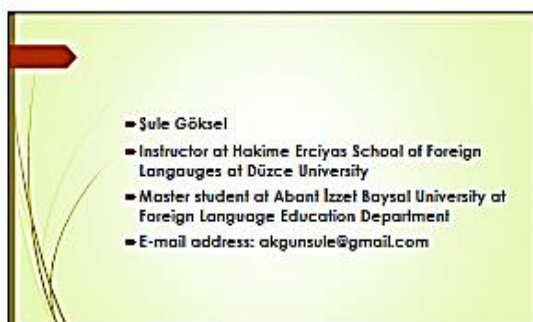 Şule Göksel
Instructor at Hakime Erciyas School of Foreign
Langauges at Düzce University
Master student at Abant İzzet Baysal University at
Foreign Language Education Department
E-mail address: akgunsule@gmail.com